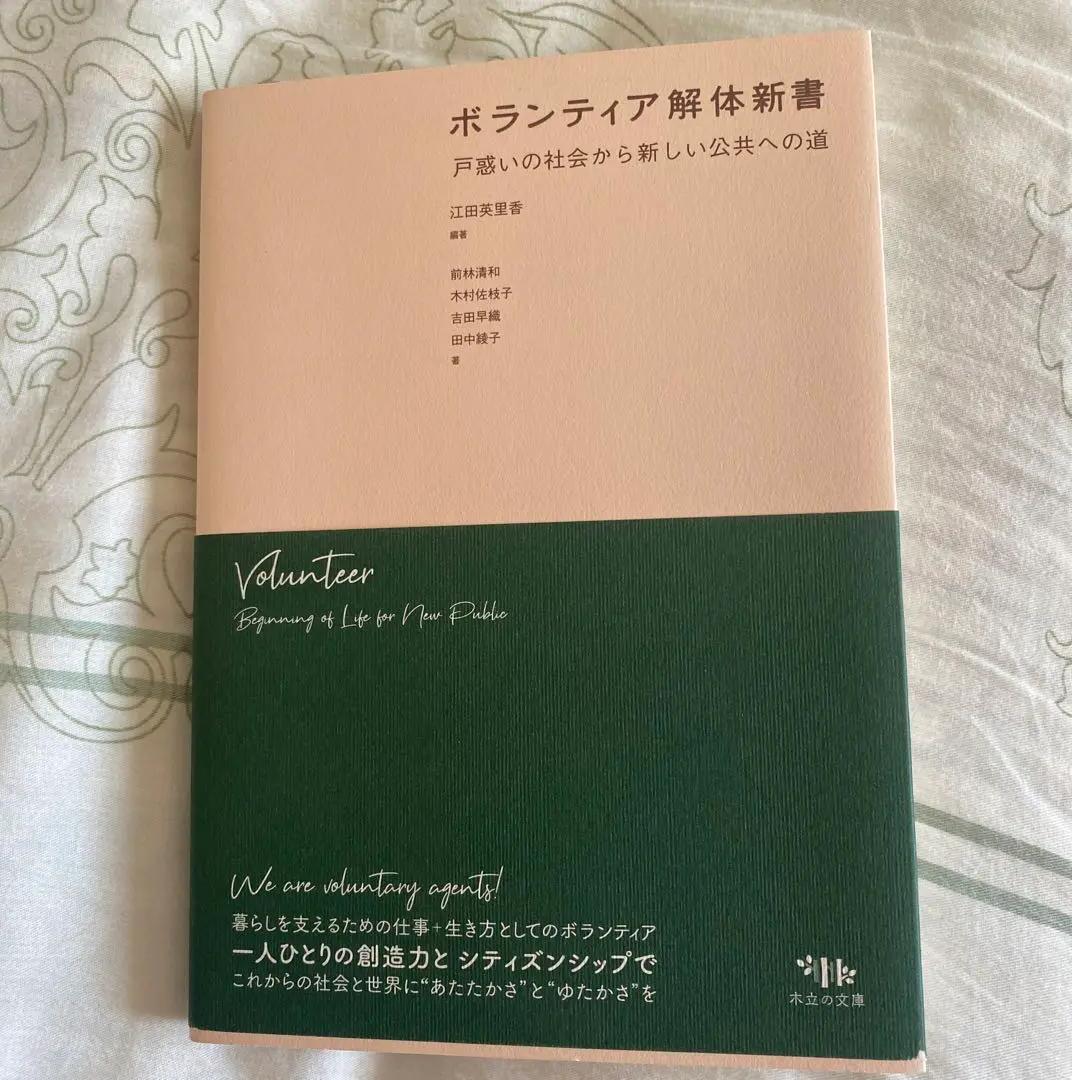 ボランティア解体新書
戸惑いの社会から新しい公共への道
江田英里香
編著
前林清和
木村佐枝子
吉田早織
田中綾子
著
Volunteer
Beginning of Life for New Public
We are voluntary agents!
暮らしを支えるための仕事+生き方としてのボランティア
一人ひとりの創造力と シティズンシップで
これからの社会と世界に“あたたかさ”と“ゆたかさ”を
木立の文庫